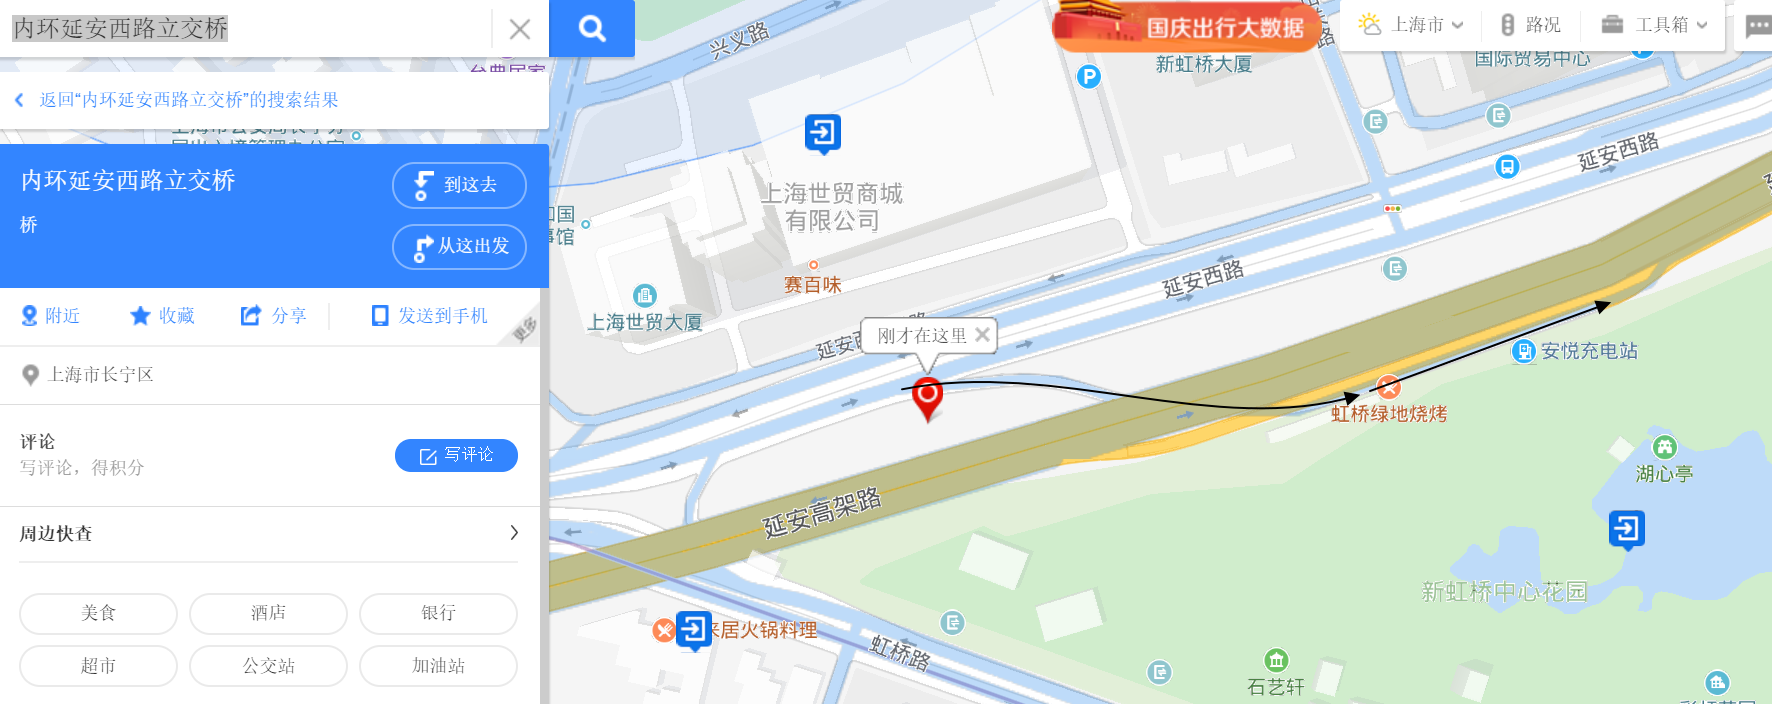 内环延安西路立交桥
返回“内环延安西路立交桥”的搜索结果
内环延安西路立交桥
桥
到这去
从这出发
附近
收藏
分享
发送到手机
更多
上海市长宁区
评论
写评论，得积分
写评论
周边快查
美食
酒店
银行
超市
公交站
加油站
国庆出行大数据
上海市
路况
工具箱
兴义路
新虹桥大厦
国际贸易中心
延安西路
上海世贸商城
有限公司
赛百味
延安西路
上海世贸大厦
刚才在这里
安悦充电站
虹桥绿地烧烤
湖心亭
延安高架路
新虹桥中心花园
来居火锅料理
虹桥路
石艺轩